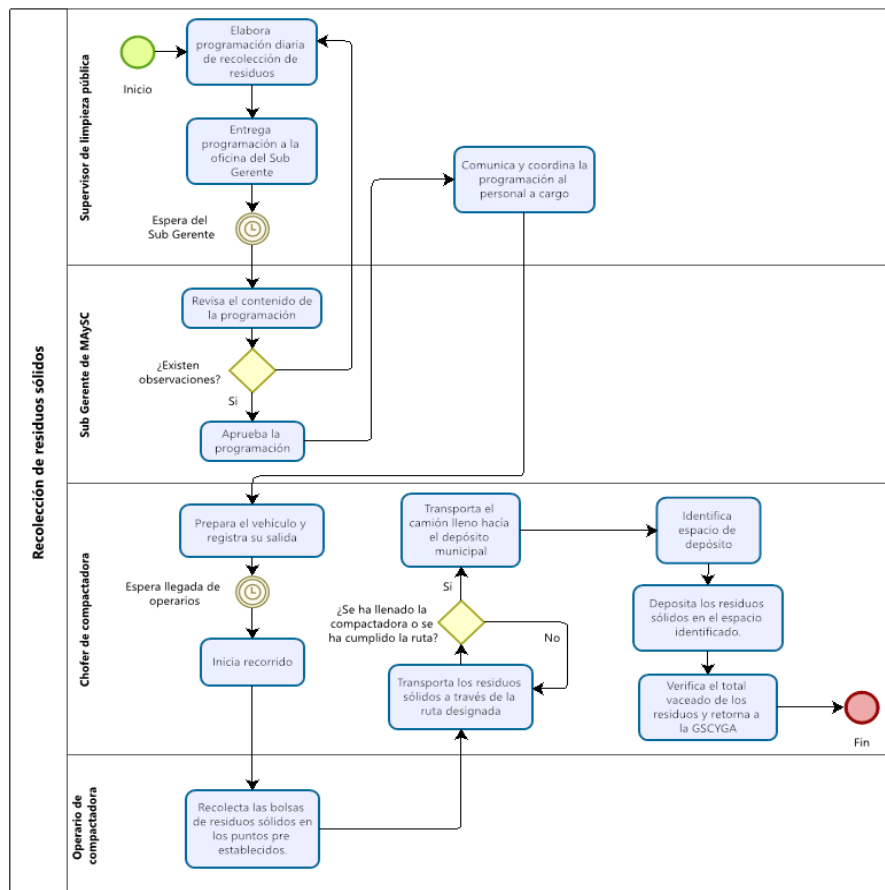 Recolección de residuos sólidos
Supervisor de limpieza pública
Elabora
programación diaria
de recolección de
residuos
Inicio
Entrega
programación a la
oficina del Sub
Gerente
Comunica y coordina la
programación al
personal a cargo
Espera del
Sub Gerente
Sub Gerente de MAySC
Revisa el contenido de
la programación
¿Existen
observaciones?
Si
Aprueba la
programación
Chofer de compactadora
Prepara el vehículo y
registra su salida
Espera llegada de
operarios
Inicia recorrido
Transporta el
camión lleno hacía
el depósito
municipal
Si
¿Se ha llenado la
compactadora o se
ha cumplido la ruta?
No
Transporta los residuos
sólidos a través de la
ruta designada
Identifica
espacio de
depósito
Deposita los residuos
sólidos en el espacio
identificado.
Verifica el total
vaceado de los
residuos y retorna a
la GSCYGA
Fin
Operario de
compactadora
Recolecta las bolsas
de residuos sólidos en
los puntos pre
establecidos.